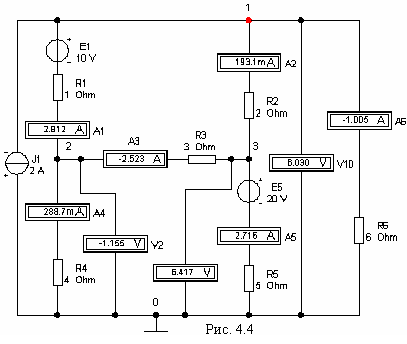 1
E1
10 V
R1
1 Ohm
2.812 A A1
2
193.1m A A2
R2
2 Ohm
-1.005 A A6
A3
-2.523 A
R3
3 Ohm
3
J1
2 A
E5
20 V
6.030 V V10
288.7m A A4
-1.155 V V2
2.716 A A5
R6
6 Ohm
R4
4 Ohm
6.417 V
R5
5 Ohm
0
Рис. 4.4